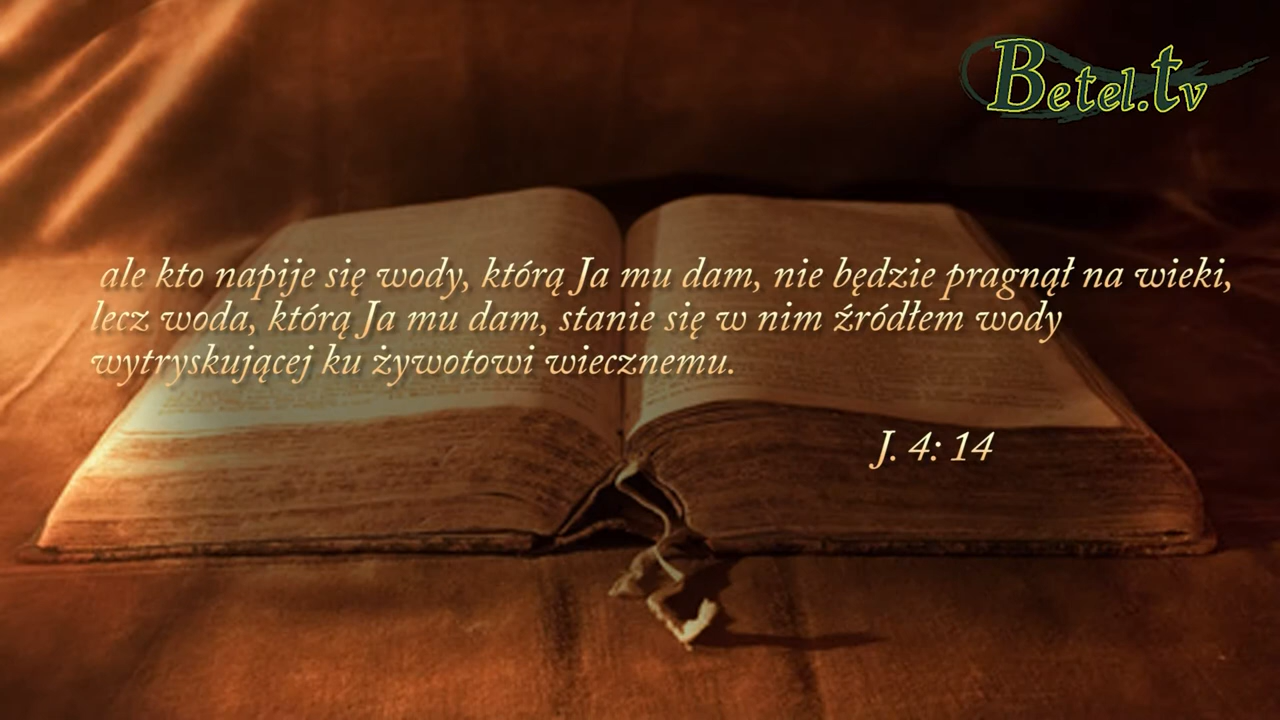 Betel.tv
ale kto napije się wody, którą Ja mu dam, nie będzie pragnął na wieki,
lecz woda, którą Ja mu dam, stanie się w nim źródłem wody
wytryskującej ku żywotowi wiecznemu.
J. 4: 14